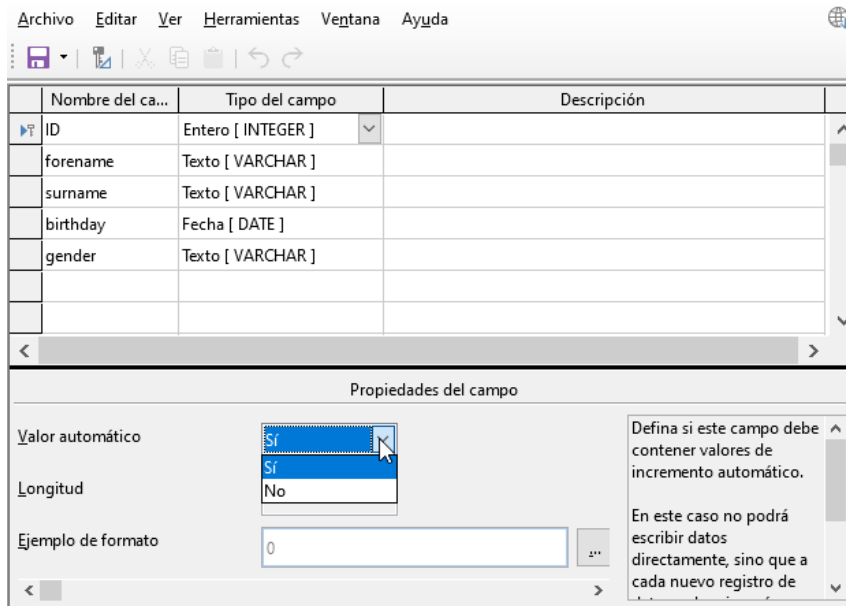 Archivo Editar Ver Herramientas Ventana Ayuda
Nombre del ca... Tipo del campo Descripción
ID Entero [ INTEGER ]
forename Texto [ VARCHAR ]
surname Texto [ VARCHAR ]
birthday Fecha [ DATE ]
gender Texto [ VARCHAR ]
Propiedades del campo
Valor automático Sí
Sí
No
Longitud
Ejemplo de formato 0 ...
Defina si este campo debe
contener valores de
incremento automático.
En este caso no podrá
escribir datos
directamente, sino que a
cada nuevo registro de